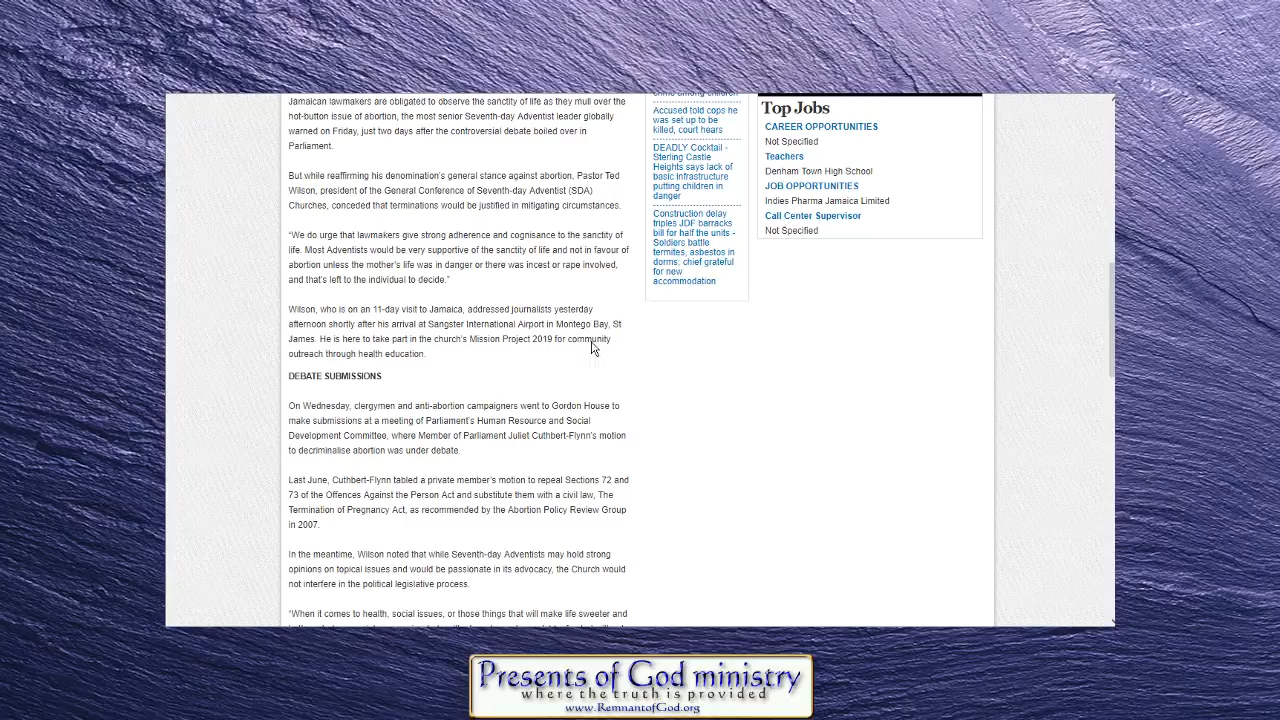 Jamaican lawmakers are obligated to observe the sanctity of life as they mull over the
hot-button issue of abortion, the most senior Seventh-day Adventist leader globally
warned on Friday, just two days after the controversial debate boiled over in
Parliament.
But while reaffirming his denomination's general stance against abortion, Pastor Ted
Wilson, president of the General Conference of Seventh-day Adventist (SDA)
Churches, conceded that terminations would be justified in mitigating circumstances.
“We do urge that lawmakers give strong adherence and cognisance to the sanctity of
life. Most Adventists would be very supportive of the sanctity of life and not in favour of
abortion unless the mother's life was in danger or there was incest or rape involved,
and that's left to the individual to decide.”
Wilson, who is on an 11-day visit to Jamaica, addressed journalists yesterday
afternoon shortly after his arrival at Sangster International Airport in Montego Bay, St
James. He is here to take part in the church's Mission Project 2019 for community
outreach through health education.
DEBATE SUBMISSIONS
On Wednesday, clergymen and anti-abortion campaigners went to Gordon House to
make submissions at a meeting of Parliament's Human Resource and Social
Development Committee, where Member of Parliament Juliet Cuthbert-Flynn's motion
to decriminalise abortion was under debate.
Last June, Cuthbert-Flynn tabled a private member's motion to repeal Sections 72 and
73 of the Offences Against the Person Act and substitute them with a civil law, The
Termination of Pregnancy Act, as recommended by the Abortion Policy Review Group
in 2007.
In the meantime, Wilson noted that while Seventh-day Adventists may hold strong
opinions on topical issues and would be passionate in its advocacy, the Church would
not interfere in the political legislative process.
“When it comes to health, social issues, or those things that will make life sweeter and
crime among children
Accused told cops he
was set up to be
killed, court hears
DEADLY Cocktail -
Sterling Castle
Heights says lack of
basic infrastructure
putting children in
danger
Construction delay
triples JDF barracks
bill for half the units -
Soldiers battle
termites, asbestos in
dorms; chief grateful
for new
accommodation
Top Jobs
CAREER OPPORTUNITIES
Not Specified
Teachers
Denham Town High School
JOB OPPORTUNITIES
Indies Pharma Jamaica Limited
Call Center Supervisor
Not Specified
Presents of God ministry
where the truth is provided
www.RemnantofGod.org